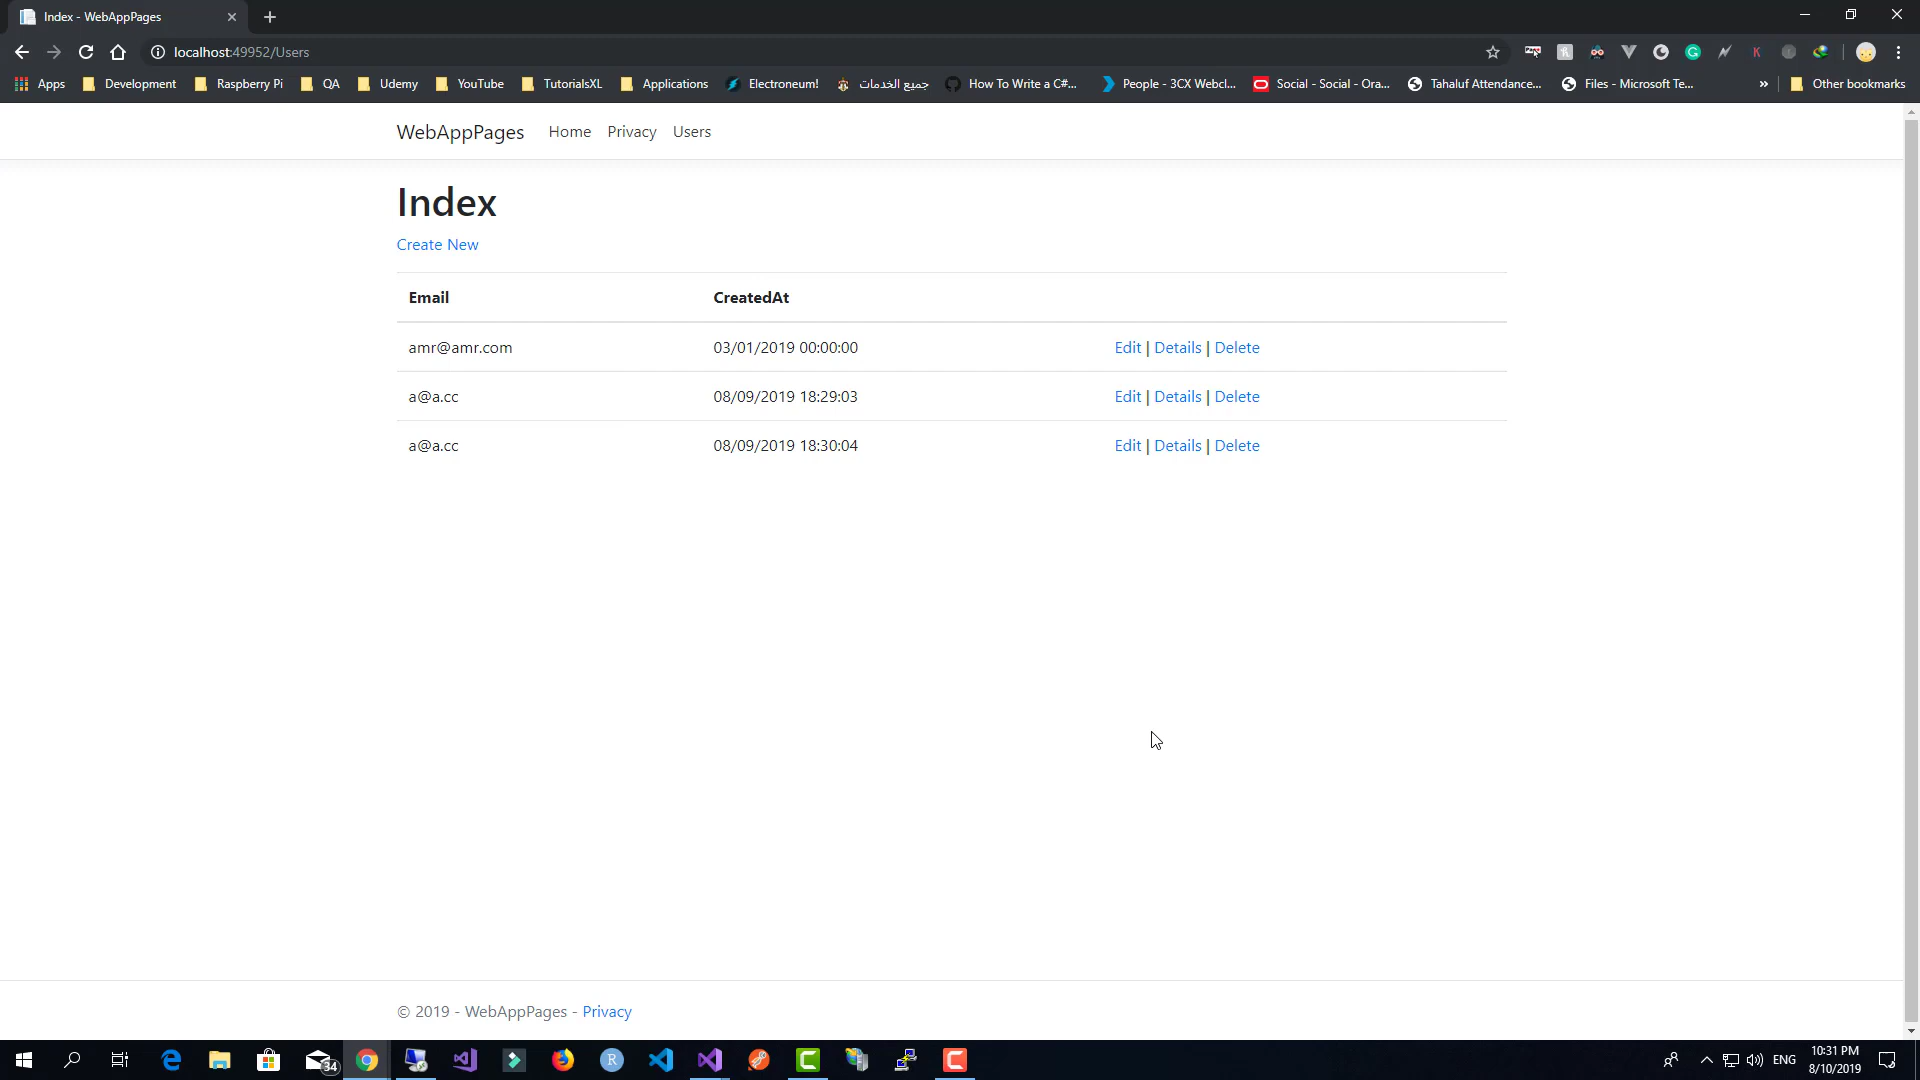 Index - WebAppPages
localhost:49952/Users
Apps Development Raspberry Pi QA Udemy YouTube TutorialsXL Applications Electroneum! جميع الخدمات How To Write a C#... People - 3CX Webcl... Social - Social - Ora... Tahaluf Attendance... Files - Microsoft Te... » Other bookmarks
WebAppPages Home Privacy Users
Index
Create New
Email CreatedAt
amr@amr.com 03/01/2019 00:00:00 Edit | Details | Delete
a@a.cc 08/09/2019 18:29:03 Edit | Details | Delete
a@a.cc 08/09/2019 18:30:04 Edit | Details | Delete
© 2019 - WebAppPages - Privacy
34
ENG
10:31 PM
8/10/2019